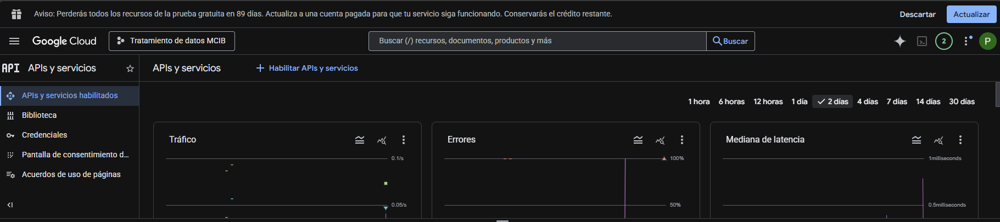 Aviso: Perderás todos los recursos de la prueba gratuita en 89 días. Actualiza a una cuenta pagada para que tu servicio siga funcionando. Conservarás el crédito restante.
Descartar
Actualizar
Google Cloud
Tratamiento de datos MCIB
Buscar (/) recursos, documentos, productos y más
Buscar
2
P
API
APIs y servicios
APIs y servicios
Habilitar APIs y servicios
APIs y servicios habilitados
Biblioteca
Credenciales
Pantalla de consentimiento d...
Acuerdos de uso de páginas
1 hora
6 horas
12 horas
1 día
2 días
4 días
7 días
14 días
30 días
Tráfico
0.1/s
0.05/s
Errores
100%
50%
Mediana de latencia
1milliseconds
0.5milliseconds